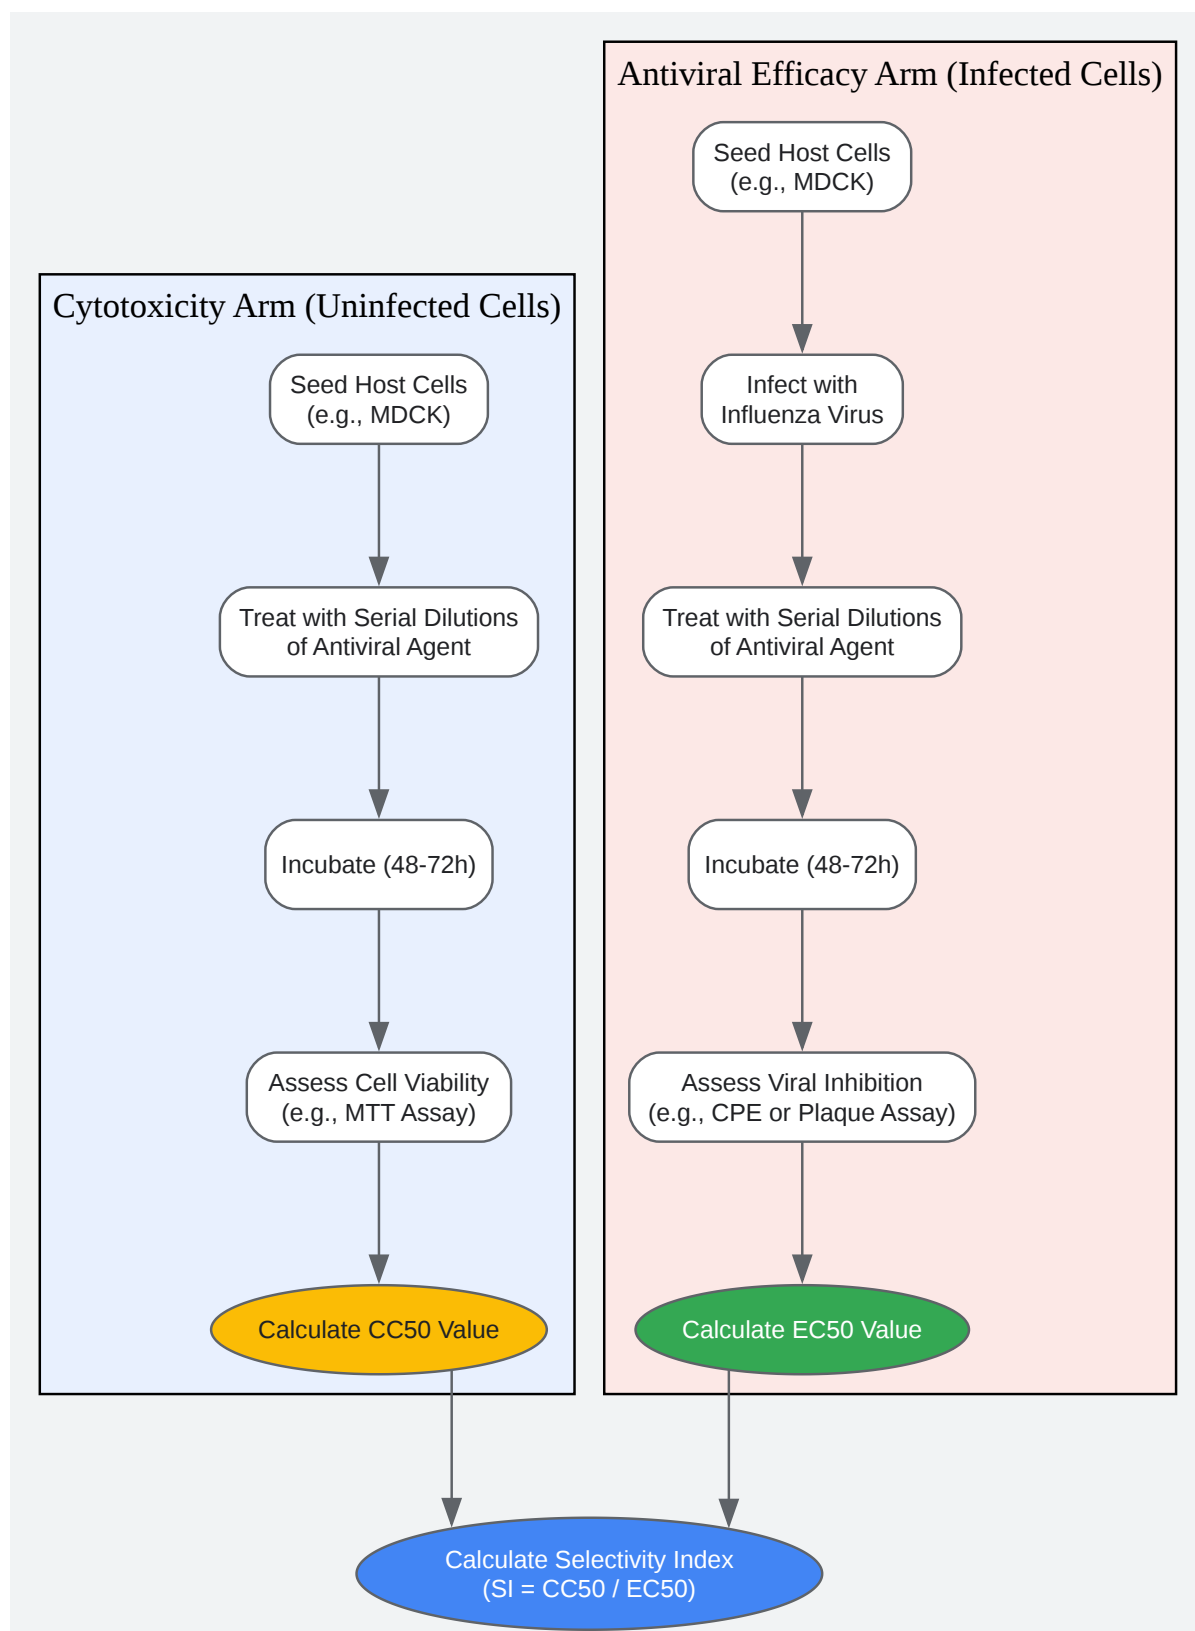 Cytotoxicity Arm (Uninfected Cells)
Seed Host Cells
(e.g., MDCK)
Treat with Serial Dilutions
of Antiviral Agent
Incubate (48-72h)
Assess Cell Viability
(e.g., MTT Assay)
Calculate CC50 Value
Antiviral Efficacy Arm (Infected Cells)
Seed Host Cells
(e.g., MDCK)
Infect with
Influenza Virus
Treat with Serial Dilutions
of Antiviral Agent
Incubate (48-72h)
Assess Viral Inhibition
(e.g., CPE or Plaque Assay)
Calculate EC50 Value
Calculate Selectivity Index
(SI = CC50 / EC50)